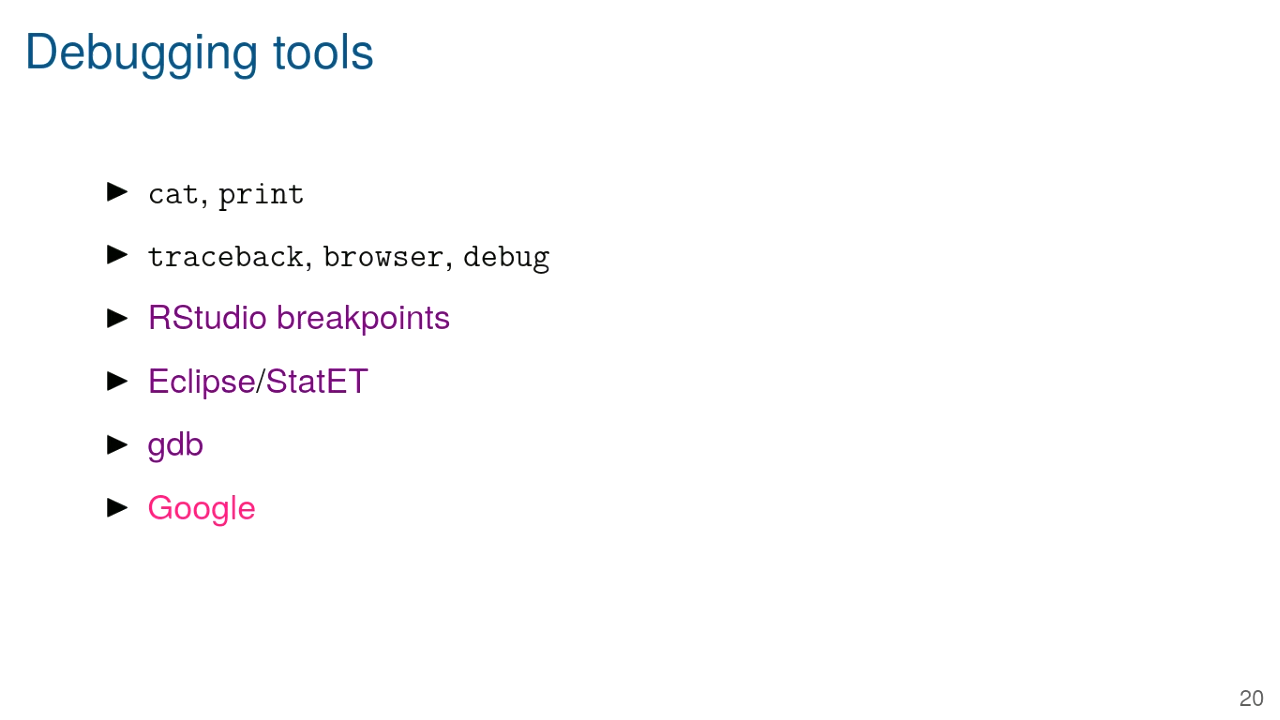 Debugging tools
cat, print
traceback, browser, debug
RStudio breakpoints
Eclipse/StatET
gdb
Google
20